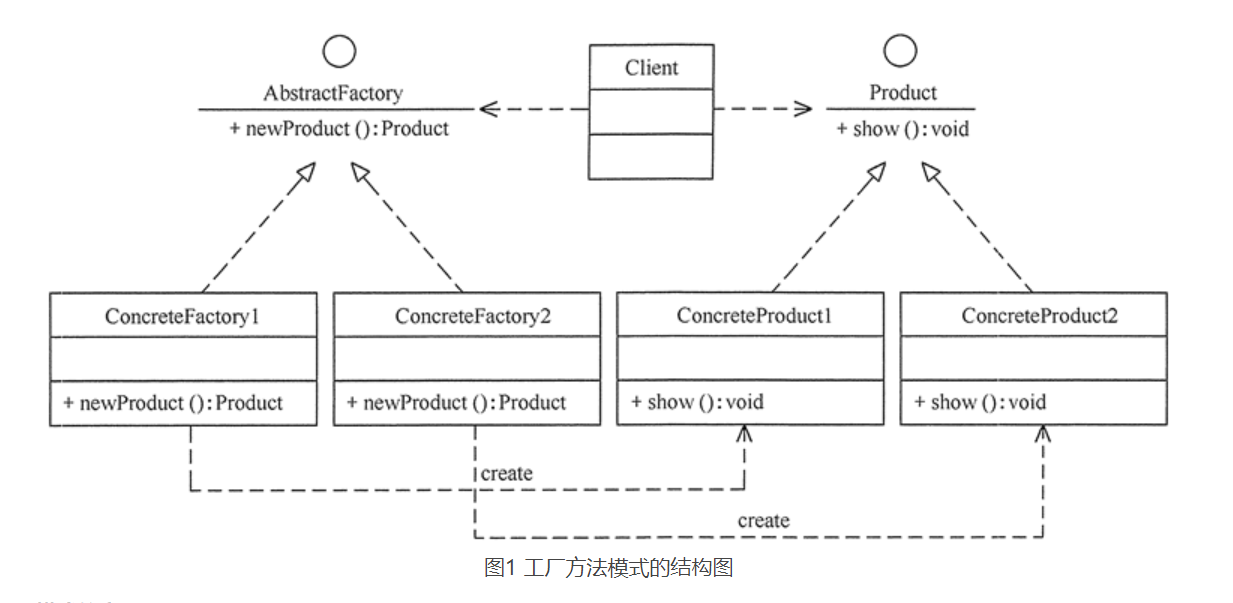 AbstractFactory
+ newProduct ():Product
Client
Product
+ show ():void
ConcreteFactory1
+ newProduct ():Product
ConcreteFactory2
+ newProduct ():Product
ConcreteProduct1
+ show ():void
ConcreteProduct2
+ show ():void
create
create
图1 工厂方法模式的结构图